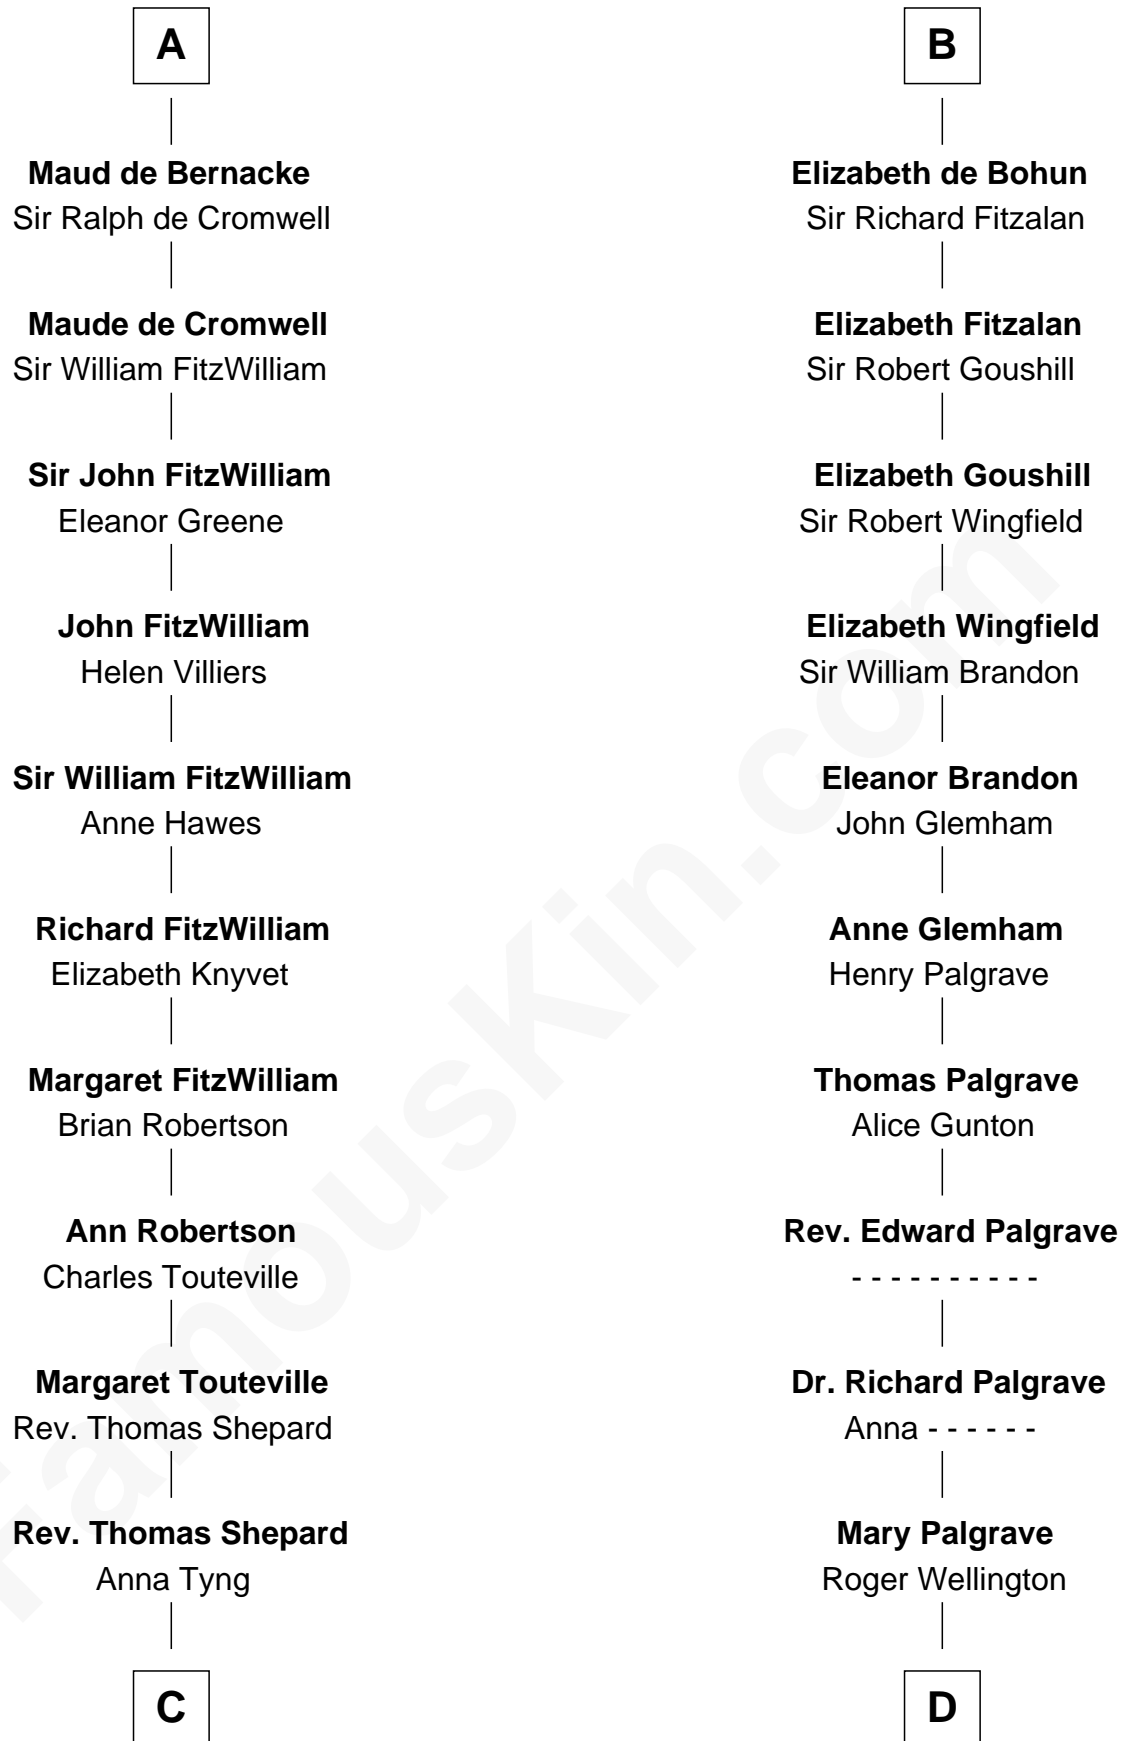 A
Maud de Bernacke
Sir Ralph de Cromwell
Maude de Cromwell
Sir William FitzWilliam
Sir John FitzWilliam
Eleanor Greene
John FitzWilliam
Helen Villiers
Sir William FitzWilliam
Anne Hawes
Richard FitzWilliam
Elizabeth Knyvet
Margaret FitzWilliam
Brian Robertson
Ann Robertson
Charles Touteville
Margaret Touteville
Rev. Thomas Shepard
Rev. Thomas Shepard
Anna Tyng
C
B
Elizabeth de Bohun
Sir Richard Fitzalan
Elizabeth Fitzalan
Sir Robert Goushill
Elizabeth Goushill
Sir Robert Wingfield
Elizabeth Wingfield
Sir William Brandon
Eleanor Brandon
John Glemham
Anne Glemham
Henry Palgrave
Thomas Palgrave
Alice Gunton
Rev. Edward Palgrave
- - - - - - - - - -
Dr. Richard Palgrave
Anna - - - - - -
Mary Palgrave
Roger Wellington
D
FamousKin.com